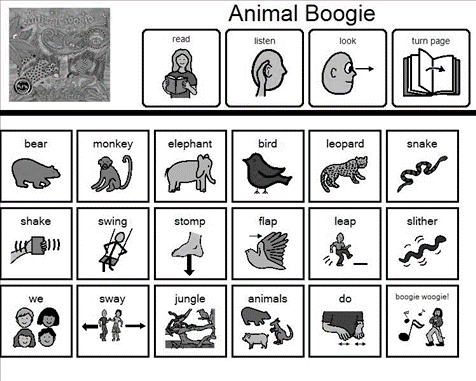 Animal Boogie
read listen look turn page
bear monkey elephant bird leopard snake
shake swing stomp flap leap slither
we sway jungle animals do boogie woogie!